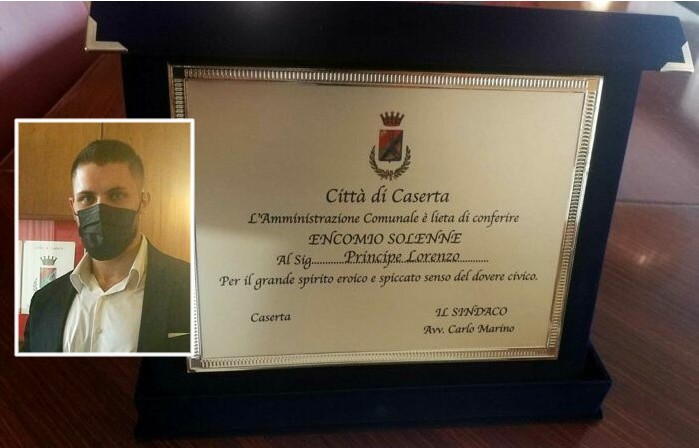 Città di Caserta
L'Amministrazione Comunale è lieta di conferire
ENCOMIO SOLENNE
Al Sig.............Principe Lorenzo.............
Per il grande spirito eroico e spiccato senso del dovere civico.
Caserta
IL SINDACO
Avv. Carlo Marino